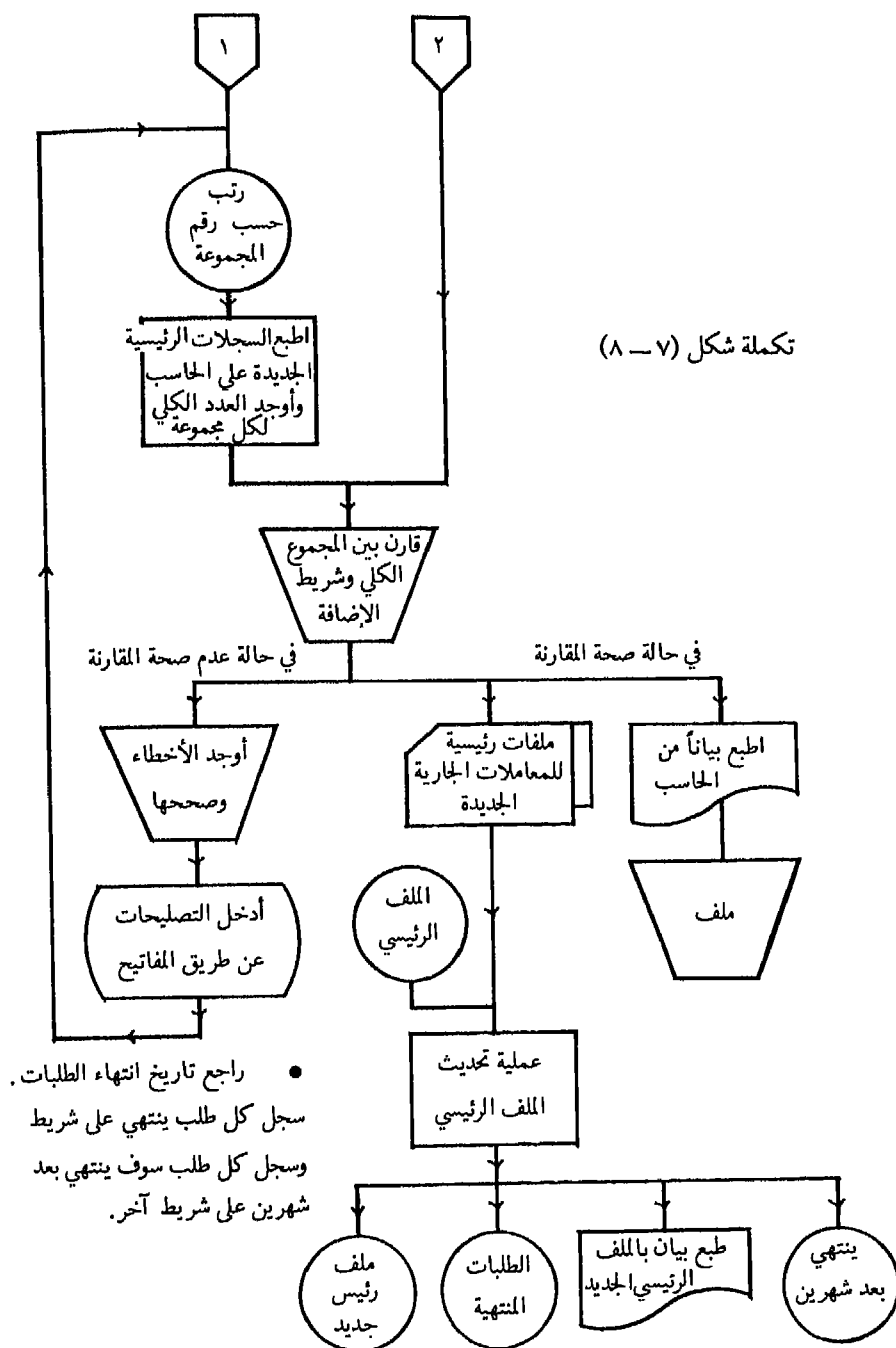 ١
٢
رتب
حسب رقم
المجموعة
اطبع السجلات الرئيسية
الجديدة علي الحاسب
وأوجد العدد الكلي
لكل مجموعة
تكملة شكل (٧ — ٨)
قارن بين المجموع
الكلي وشريط
الإضافة
في حالة صحة المقارنة
في حالة عدم صحة المقارنة
اطبع بياناً من
الحاسب
ملفات رئيسية
للمعاملات الجارية
الجديدة
أوجد الأخطاء
وصححها
ملف
الملف
الرئيسي
أدخل التصليحات
عن طريق المفاتيح
عملية تحديث
الملف الرئيسي
● راجع تاريخ انتهاء الطلبات .
سجل كل طلب ينتهي على شريط
وسجل كل طلب سوف ينتهي بعد
شهرين على شريط آخر.
ينتهي
بعد شهرين
طبع بيان بالملف
الرئيسي الجديد
الطلبات
المنتهية
ملف
رئيس
جديد